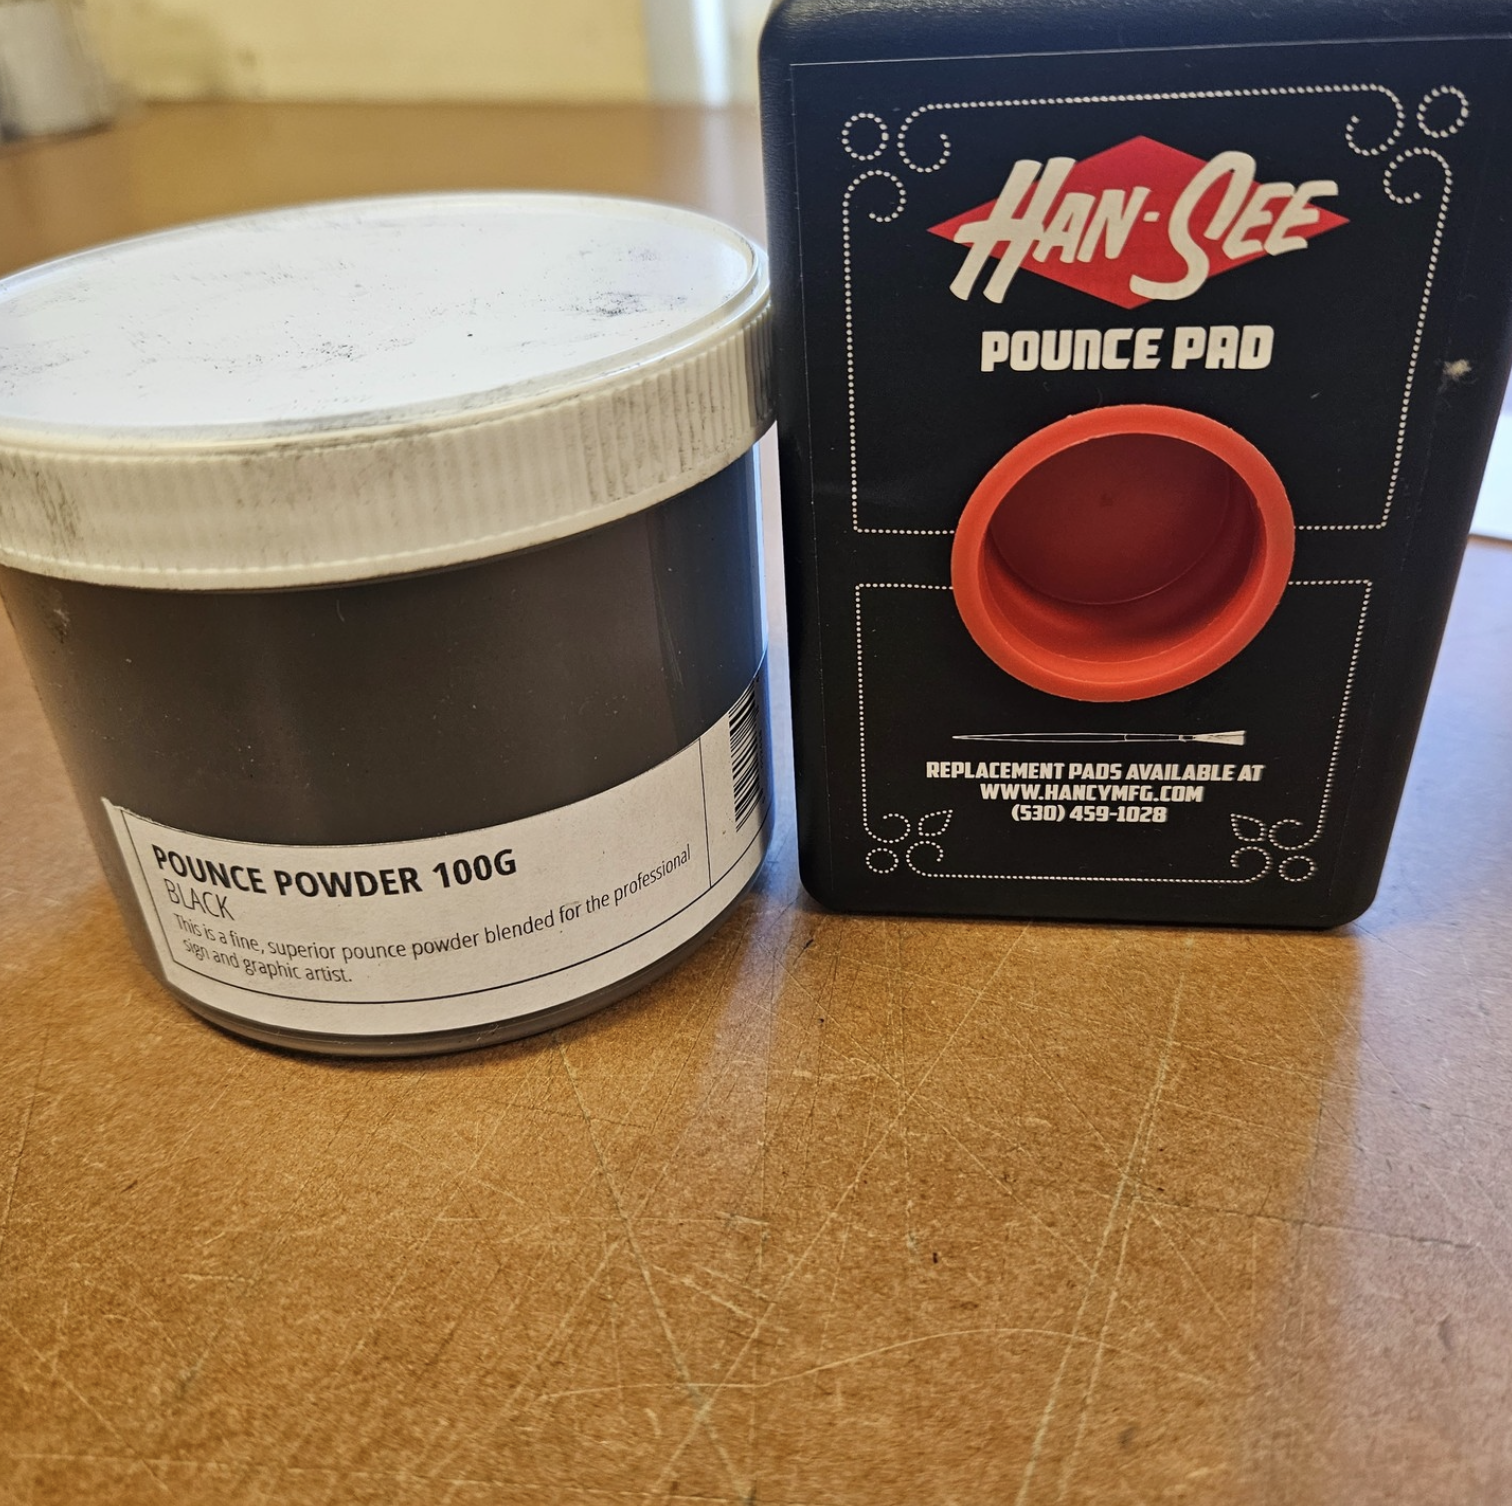 POUNCE POWDER 100G
BLACK
This is a fine, superior pounce powder blended for the professional
sign and graphic artist.
HAN-SEE
POUNCE PAD
REPLACEMENT PADS AVAILABLE AT
WWW.HANCYMFG.COM
(530) 459-1028